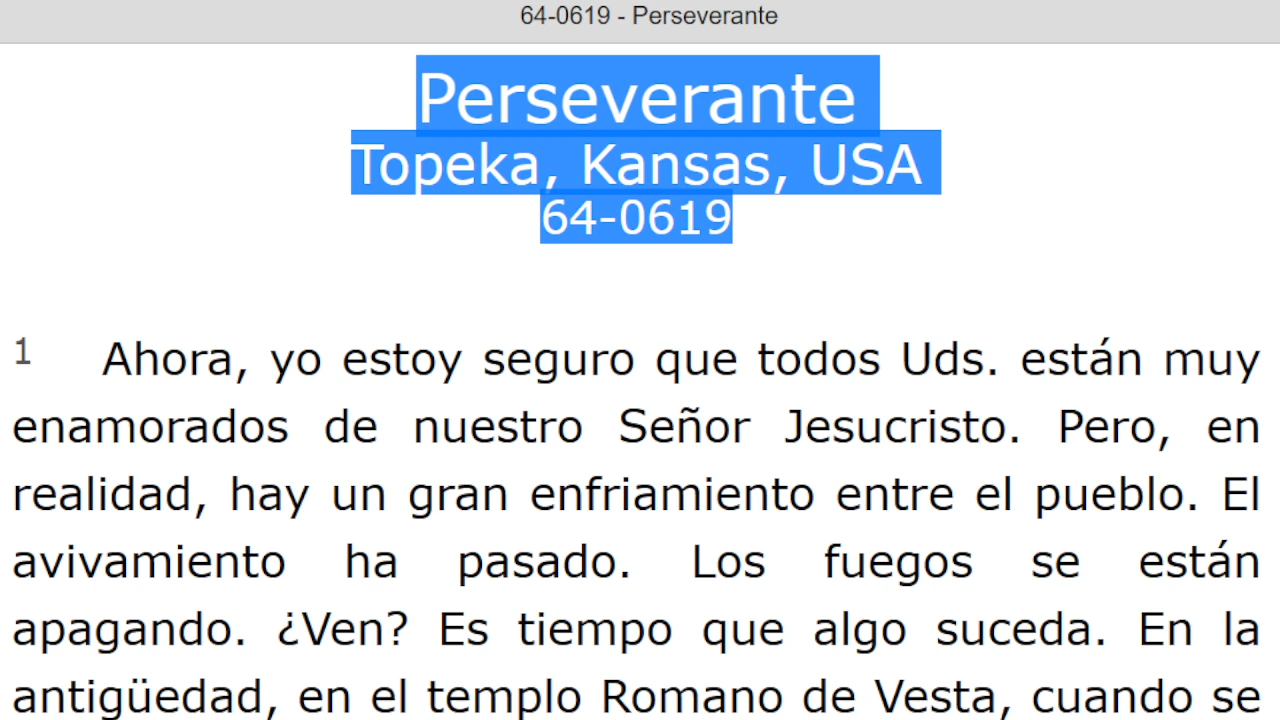 64-0619 - Perseverante
Perseverante
Topeka, Kansas, USA
64-0619
1 Ahora, yo estoy seguro que todos Uds. están muy
enamorados de nuestro Señor Jesucristo. Pero, en
realidad, hay un gran enfriamiento entre el pueblo. El
avivamiento ha pasado. Los fuegos se están
apagando. ¿Ven? Es tiempo que algo suceda. En la
antigüedad, en el templo Romano de Vesta, cuando se